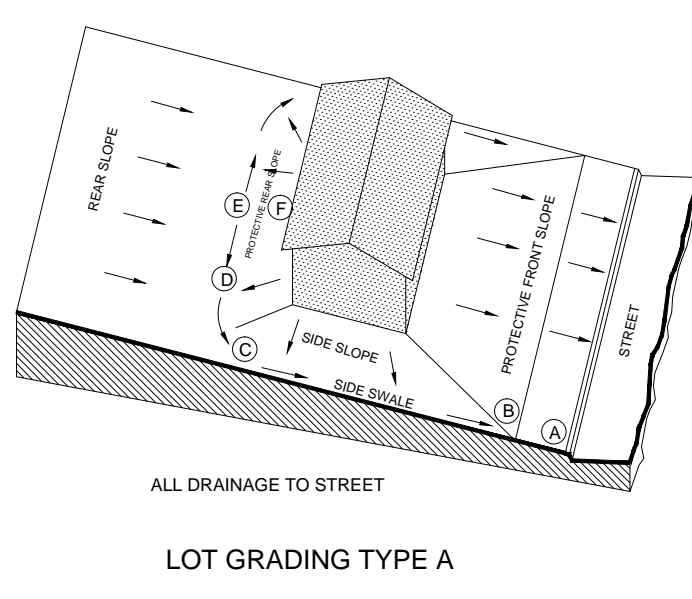 REAR SLOPE
E
PROTECTIVE REAR SLOPE
F
D
C
SIDE SLOPE
SIDE SWALE
PROTECTIVE FRONT SLOPE
B
A
STREET
ALL DRAINAGE TO STREET
LOT GRADING TYPE A